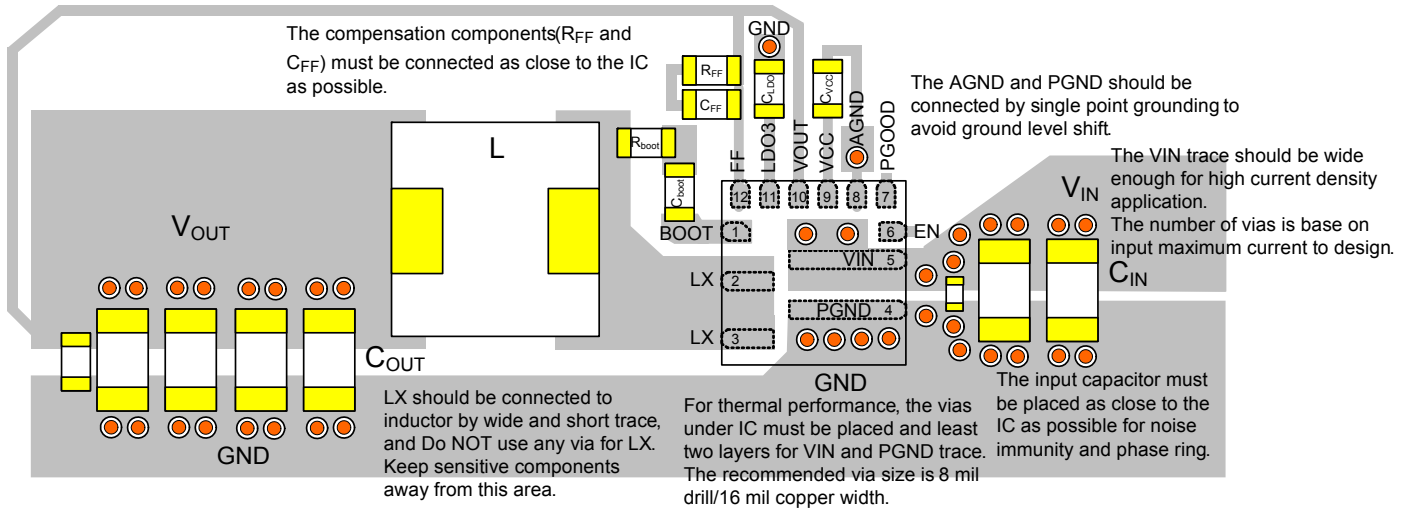 The compensation components(RFF and
CFF) must be connected as close to the IC
as possible.
GND
RFF
CFF
CLDO
CVCC
AGND
The AGND and PGND should be
connected by single point grounding to
avoid ground level shift.
L
Rboot
Cboot
FF
LDO3
VOUT
VCC
PGOOD
The VIN trace should be wide
enough for high current density
application.
The number of vias is base on
input maximum current to design.
VIN
12 11 10 9 8 7
VOUT
BOOT 1
6 EN
VIN 5
CIN
LX 2
PGND 4
LX 3
COUT
GND
LX should be connected to
inductor by wide and short trace,
and Do NOT use any via for LX.
Keep sensitive components
away from this area.
For thermal performance, the vias
under IC must be placed and least
two layers for VIN and PGND trace.
The recommended via size is 8 mil
drill/16 mil copper width.
The input capacitor must
be placed as close to the
IC as possible for noise
immunity and phase ring.
GND